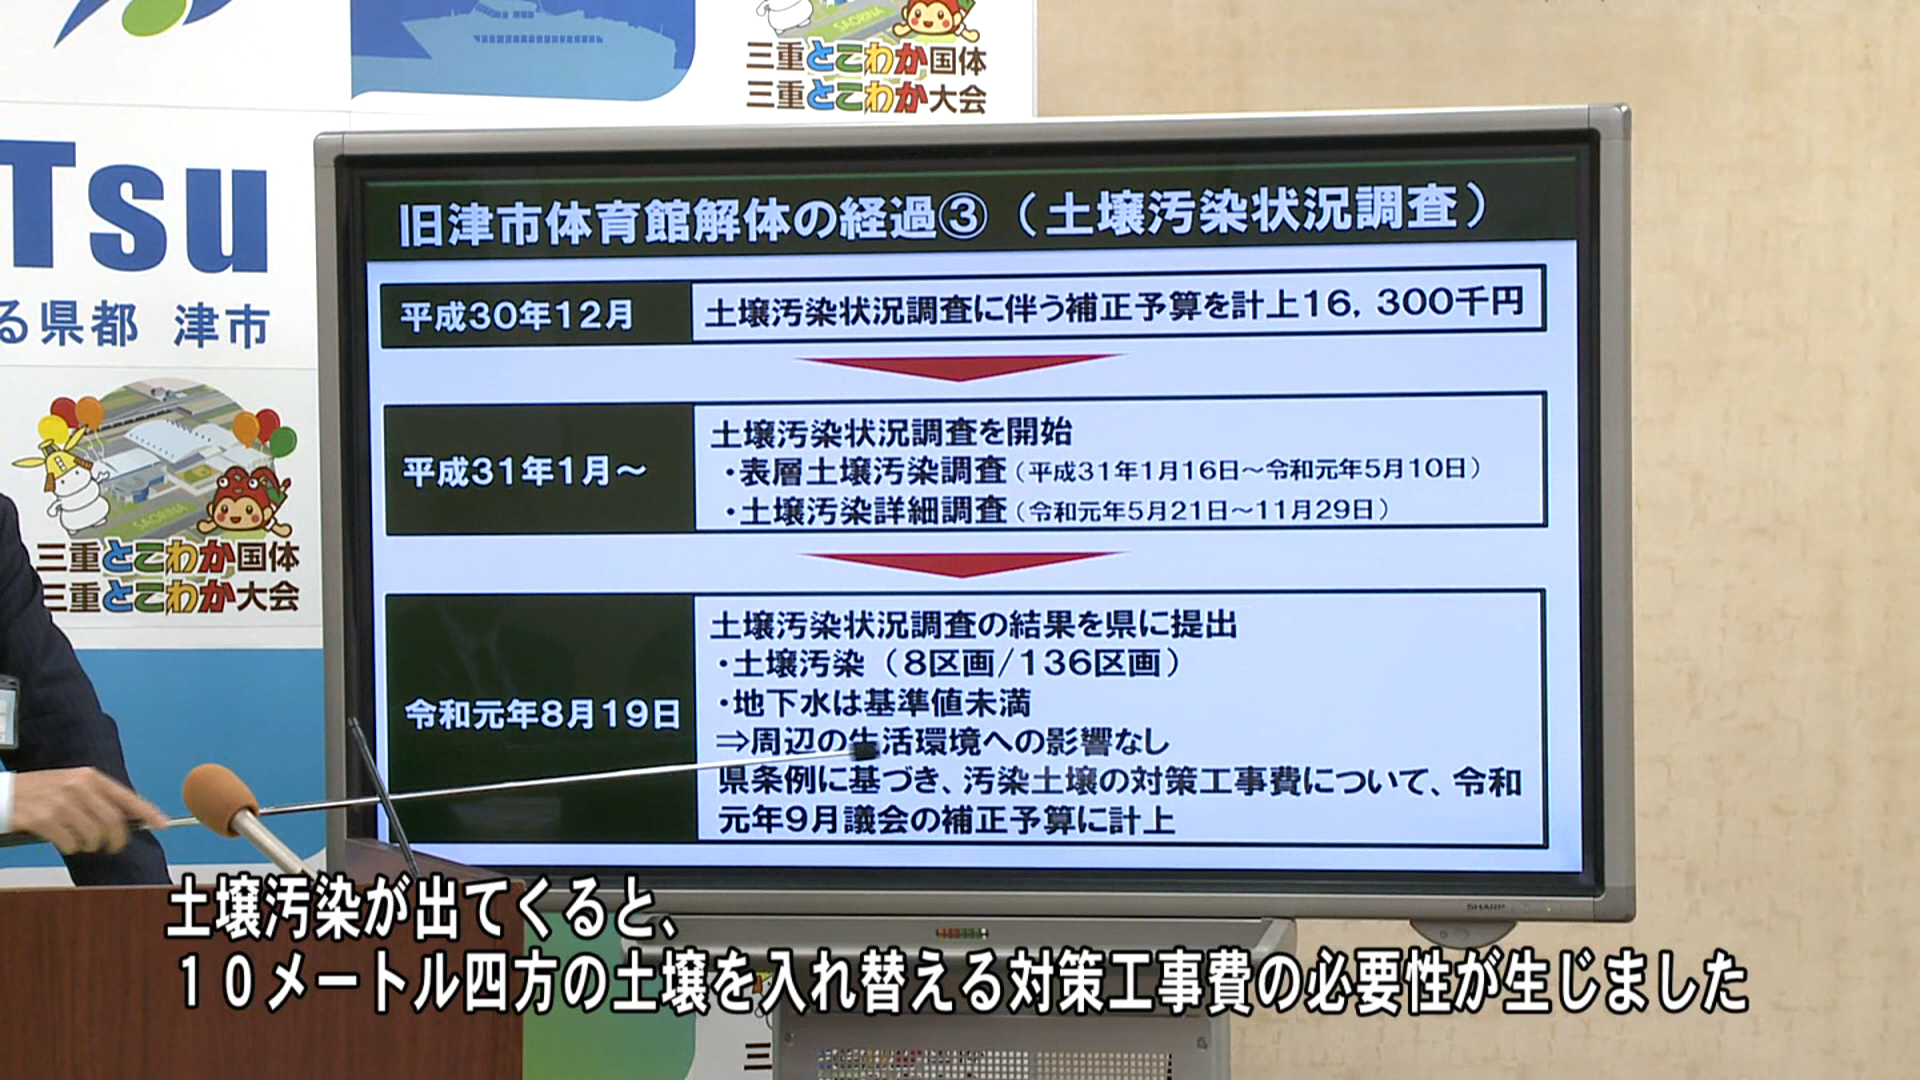 SAORINA
三重とこわか国体
三重とこわか大会
Tsu
る県都 津市
SAORINA
三重とこわか国体
三重とこわか大会
旧津市体育館解体の経過③（土壌汚染状況調査）
平成30年12月
土壌汚染状況調査に伴う補正予算を計上16，300千円
平成31年1月～
土壌汚染状況調査を開始
・表層土壌汚染調査（平成31年1月16日～令和元年5月10日）
・土壌汚染詳細調査（令和元年5月21日～11月29日）
令和元年8月19日
土壌汚染状況調査の結果を県に提出
・土壌汚染（8区画/136区画）
・地下水は基準値未満
⇒周辺の生活環境への影響なし
県条例に基づき、汚染土壌の対策工事費について、令和
元年9月議会の補正予算に計上
SHARP
土壌汚染が出てくると、
１０メートル四方の土壌を入れ替える対策工事費の必要性が生じました
三